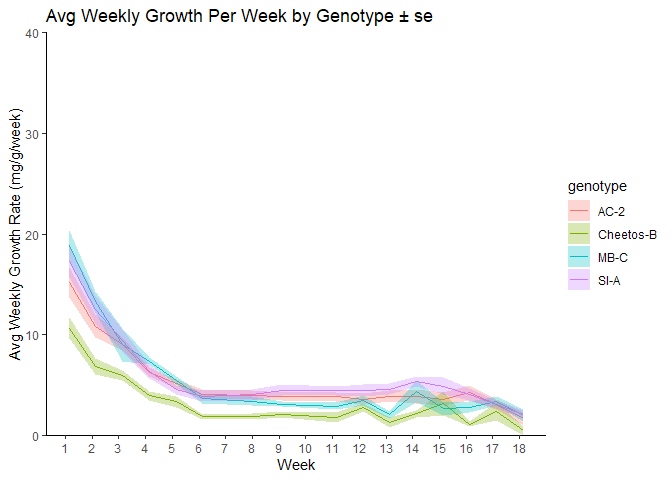 Avg Weekly Growth Per Week by Genotype ± se
Avg Weekly Growth Rate (mg/g/week)
40
30
20
10
0
1 2 3 4 5 6 7 8 9 10 11 12 13 14 15 16 17 18
Week
genotype
AC-2
Cheetos-B
MB-C
SI-A